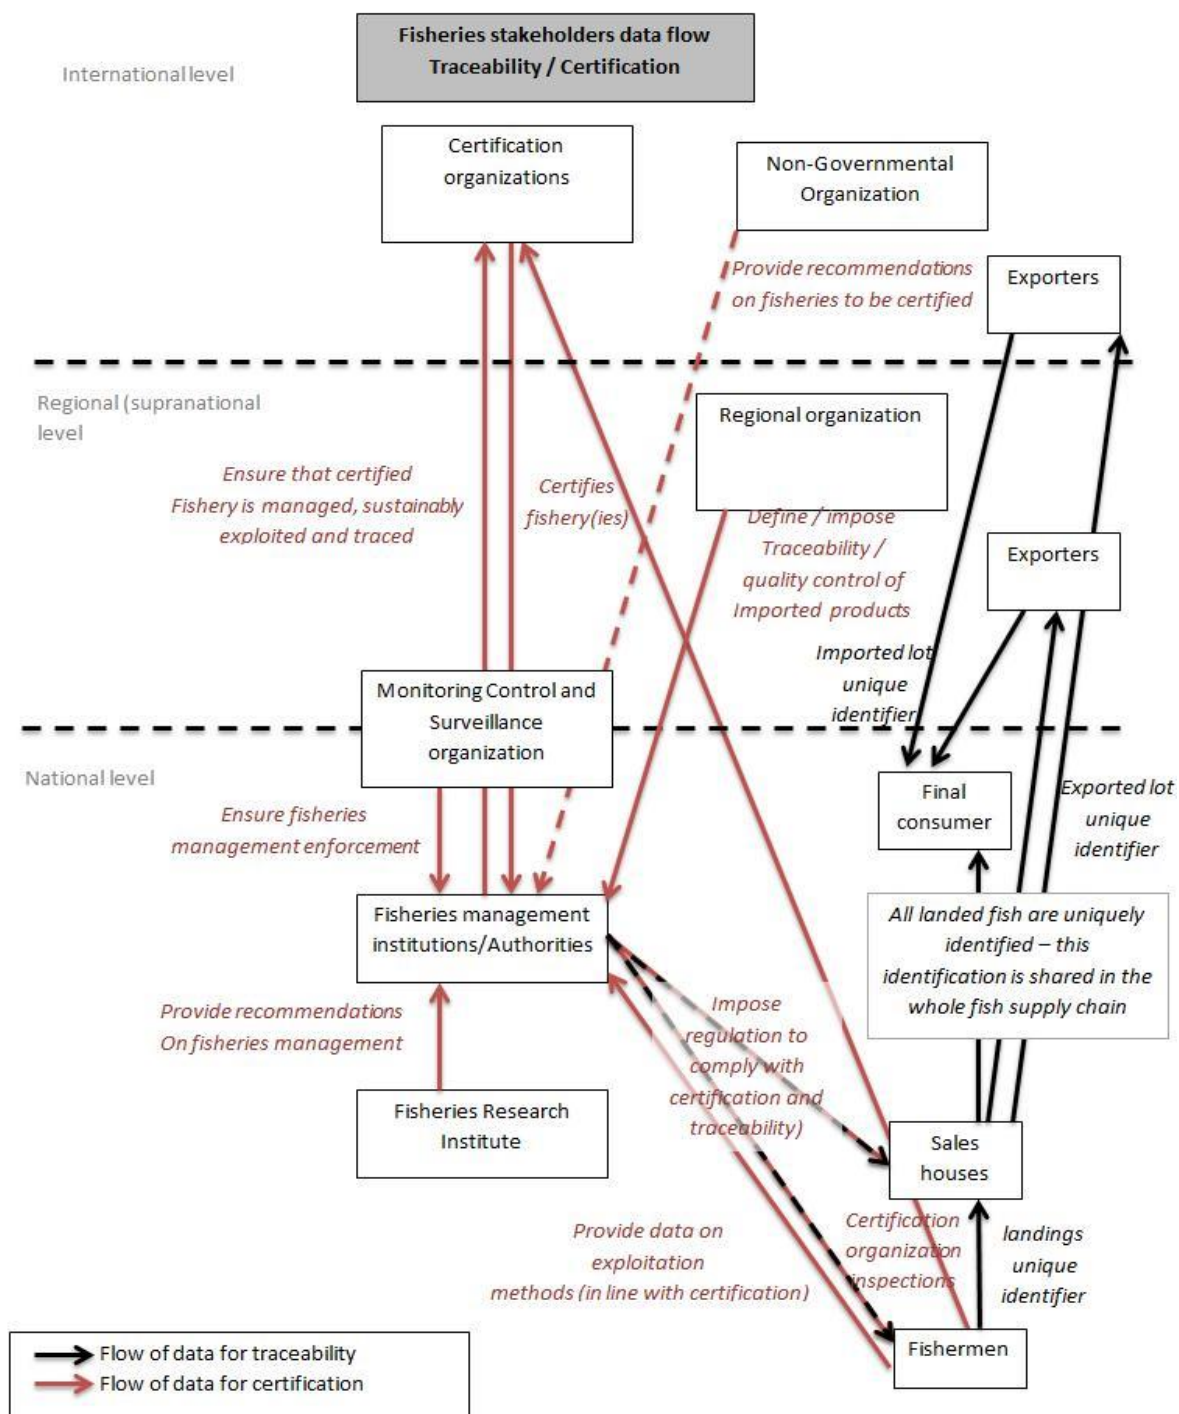 Fisheries stakeholders data flow
Traceability / Certification
International level
Certification
organizations
Non-Governmental
Organization
Provide recommendations
on fisheries to be certified
Exporters
Regional (supranational
level
Regional organization
Ensure that certified
Fishery is managed, sustainably
exploited and traced
Certifies
fishery(ies)
Define / impose
Traceability /
quality control of
Imported products
Exporters
Imported lot
unique
identifier
Monitoring Control and
Surveillance
organization
National level
Final
consumer
Exported lot
unique
identifier
Ensure fisheries
management enforcement
Fisheries management
institutions/Authorities
All landed fish are uniquely
identified – this
identification is shared in the
whole fish supply chain
Provide recommendations
On fisheries management
Impose
regulation to
comply with
certification and
traceability)
Fisheries Research
Institute
Sales
houses
Provide data on
exploitation
methods (in line with certification)
Certification
organization
inspections
landings
unique
identifier
Fishermen
Flow of data for traceability
Flow of data for certification